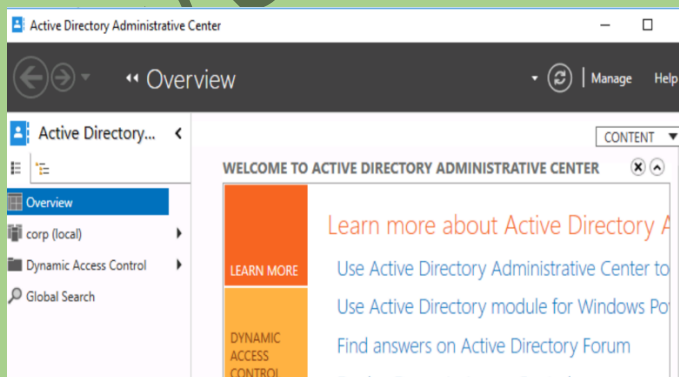 Active Directory Administrative Center
Overview
Manage Help
Active Directory...
CONTENT
WELCOME TO ACTIVE DIRECTORY ADMINISTRATIVE CENTER
Overview
corp (local)
Dynamic Access Control
Global Search
LEARN MORE
DYNAMIC
ACCESS
CONTROL
Learn more about Active Directory A
Use Active Directory Administrative Center to
Use Active Directory module for Windows Po
Find answers on Active Directory Forum